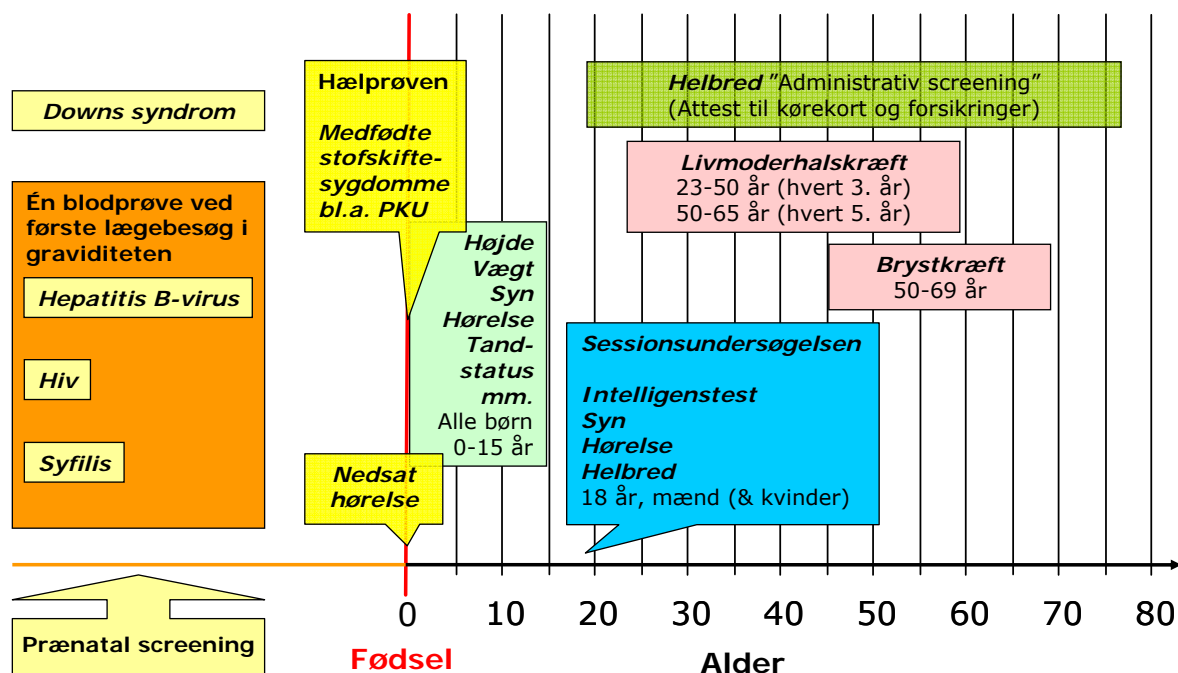 Downs syndrom
Én blodprøve ved
første lægebesøg i
graviditeten
Hepatitis B-virus
Hiv
Syfilis
Prænatal screening
Hælprøven
Medfødte
stofskifte-
sygdomme
bl.a. PKU
Nedsat
hørelse
Højde
Vægt
Syn
Hørelse
Tand-
status
mm.
Alle børn
0-15 år
Helbred ”Administrativ screening”
(Attest til kørekort og forsikringer)
Livmoderhalskræft
23-50 år (hvert 3. år)
50-65 år (hvert 5. år)
Brystkræft
50-69 år
Sessionsundersøgelsen
Intelligenstest
Syn
Hørelse
Helbred
18 år, mænd (& kvinder)
0 10 20 30 40 50 60 70 80
Fødsel
Alder